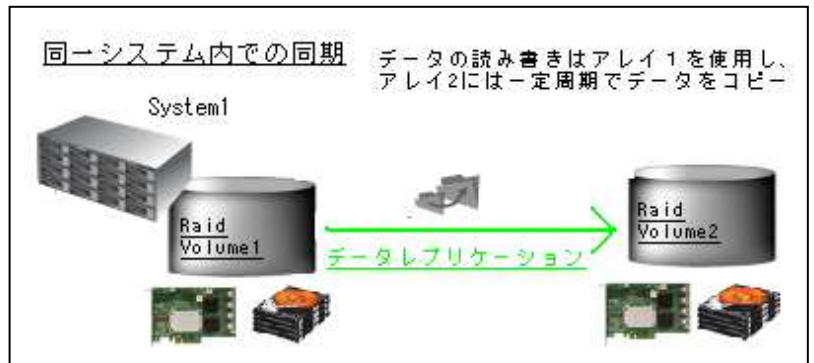 同一システム内での同期
データの読み書きはアレイ1を使用し、
アレイ2には一定周期でデータをコピー
System1
Raid
Volume1
データレプリケーション
Raid
Volume2